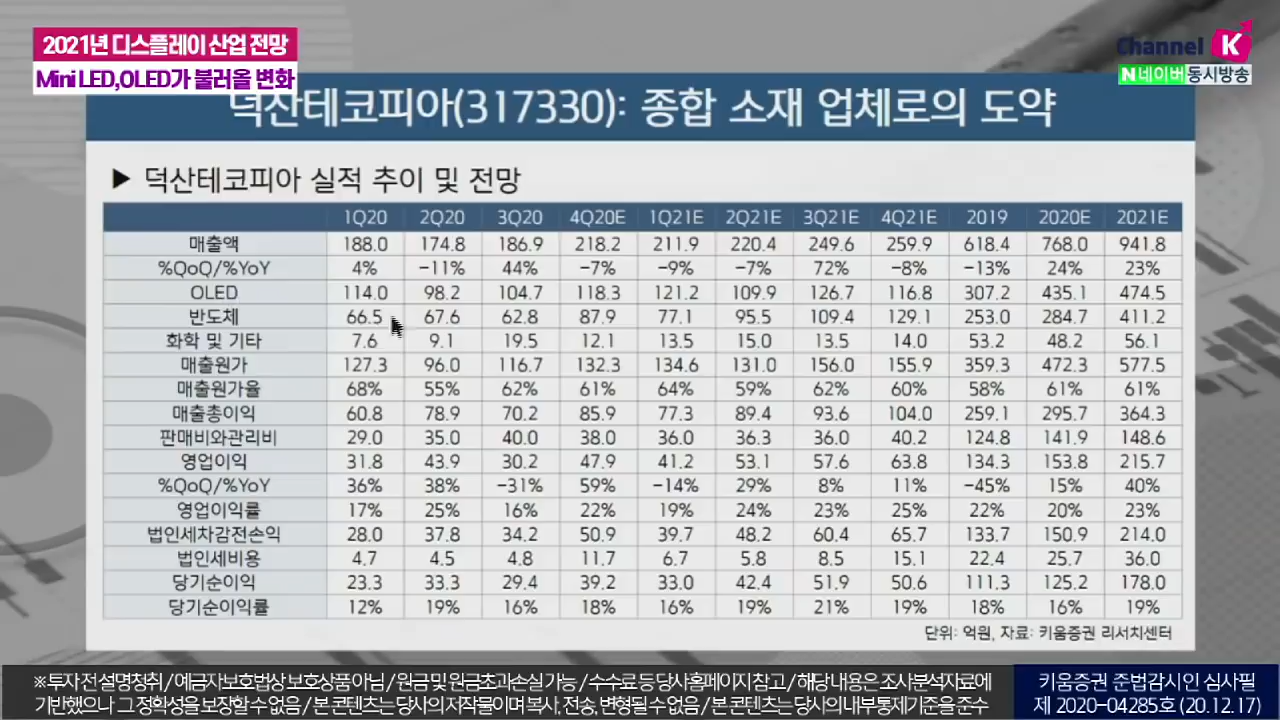 2021년 디스플레이 산업 전망
Mini LED,OLED가 불러올 변화
Channel K
N 네이버 동시방송
덕산테코피아(317330): 종합 소재 업체로의 도약
▶ 덕산테코피아 실적 추이 및 전망
1Q20 2Q20 3Q20 4Q20E 1Q21E 2Q21E 3Q21E 4Q21E 2019 2020E 2021E
매출액 188.0 174.8 186.9 218.2 211.9 220.4 249.6 259.9 618.4 768.0 941.8
%QoQ/%YoY 4% -11% 44% -7% -9% -7% 72% -8% -13% 24% 23%
OLED 114.0 98.2 104.7 118.3 121.2 109.9 126.7 116.8 307.2 435.1 474.5
반도체 66.5 67.6 62.8 87.9 77.1 95.5 109.4 129.1 253.0 284.7 411.2
화학 및 기타 7.6 9.1 19.5 12.1 13.5 15.0 13.5 14.0 53.2 48.2 56.1
매출원가 127.3 96.0 116.7 132.3 134.6 131.0 156.0 155.9 359.3 472.3 577.5
매출원가율 68% 55% 62% 61% 64% 59% 62% 60% 58% 61% 61%
매출총이익 60.8 78.9 70.2 85.9 77.3 89.4 93.6 104.0 259.1 295.7 364.3
판매비와관리비 29.0 35.0 40.0 38.0 36.0 36.3 36.0 40.2 124.8 141.9 148.6
영업이익 31.8 43.9 30.2 47.9 41.2 53.1 57.6 63.8 134.3 153.8 215.7
%QoQ/%YoY 36% 38% -31% 59% -14% 29% 8% 11% -45% 15% 40%
영업이익률 17% 25% 16% 22% 19% 24% 23% 25% 22% 20% 23%
법인세차감전손익 28.0 37.8 34.2 50.9 39.7 48.2 60.4 65.7 133.7 150.9 214.0
법인세비용 4.7 4.5 4.8 11.7 6.7 5.8 8.5 15.1 22.4 25.7 36.0
당기순이익 23.3 33.3 29.4 39.2 33.0 42.4 51.9 50.6 111.3 125.2 178.0
당기순이익률 12% 19% 16% 18% 16% 19% 21% 19% 18% 16% 19%
단위: 억원, 자료: 키움증권 리서치센터
※ 투자 전 설명청취 / 예금자보호법상 보호상품 아님 / 원금 및 원금초과손실 가능 / 수수료 등 당사홈페이지 참고 / 해당 내용은 조사분석자료에
기반했으나 그 정확성을 보장할 수 없음 / 본 콘텐츠는 당사의 저작물이며 복사, 전송, 변형될 수 없음 / 본 콘텐츠는 당사의 내부통제기준을 준수
키움증권 준법감시인 심사필
제 2020-04285호 (20.12.17)